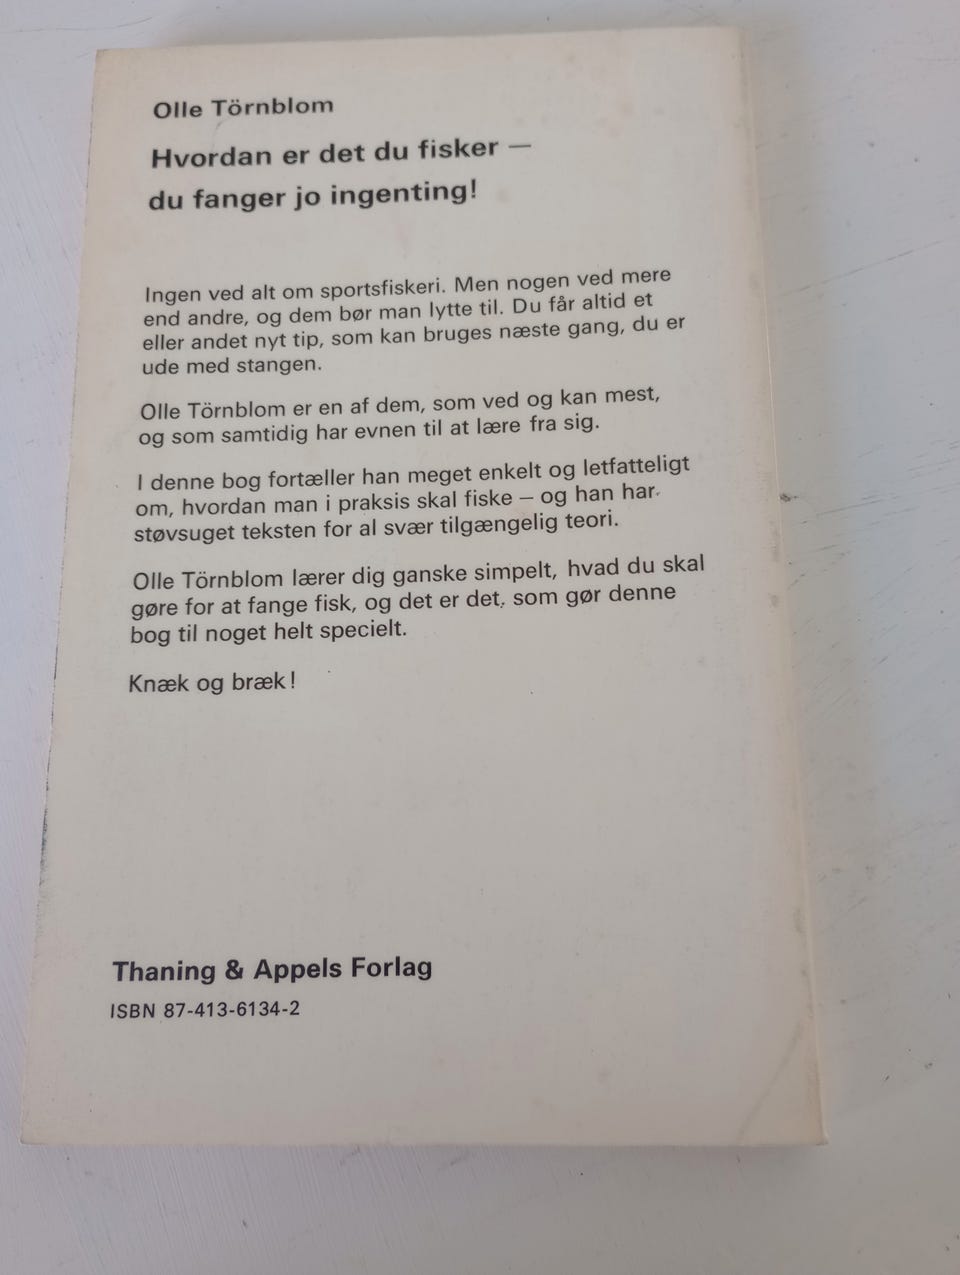 Olle Törnblom
Hvordan er det du fisker —
du fanger jo ingenting!
Ingen ved alt om sportsfiskeri. Men nogen ved mere
end andre, og dem bør man lytte til. Du får altid et
eller andet nyt tip, som kan bruges næste gang, du er
ude med stangen.
Olle Törnblom er en af dem, som ved og kan mest,
og som samtidig har evnen til at lære fra sig.
I denne bog fortæller han meget enkelt og letfatteligt
om, hvordan man i praksis skal fiske – og han har
støvsuget teksten for al svær tilgængelig teori.
Olle Törnblom lærer dig ganske simpelt, hvad du skal
gøre for at fange fisk, og det er det, som gør denne
bog til noget helt specielt.
Knæk og bræk!
Thaning & Appels Forlag
ISBN 87-413-6134-2